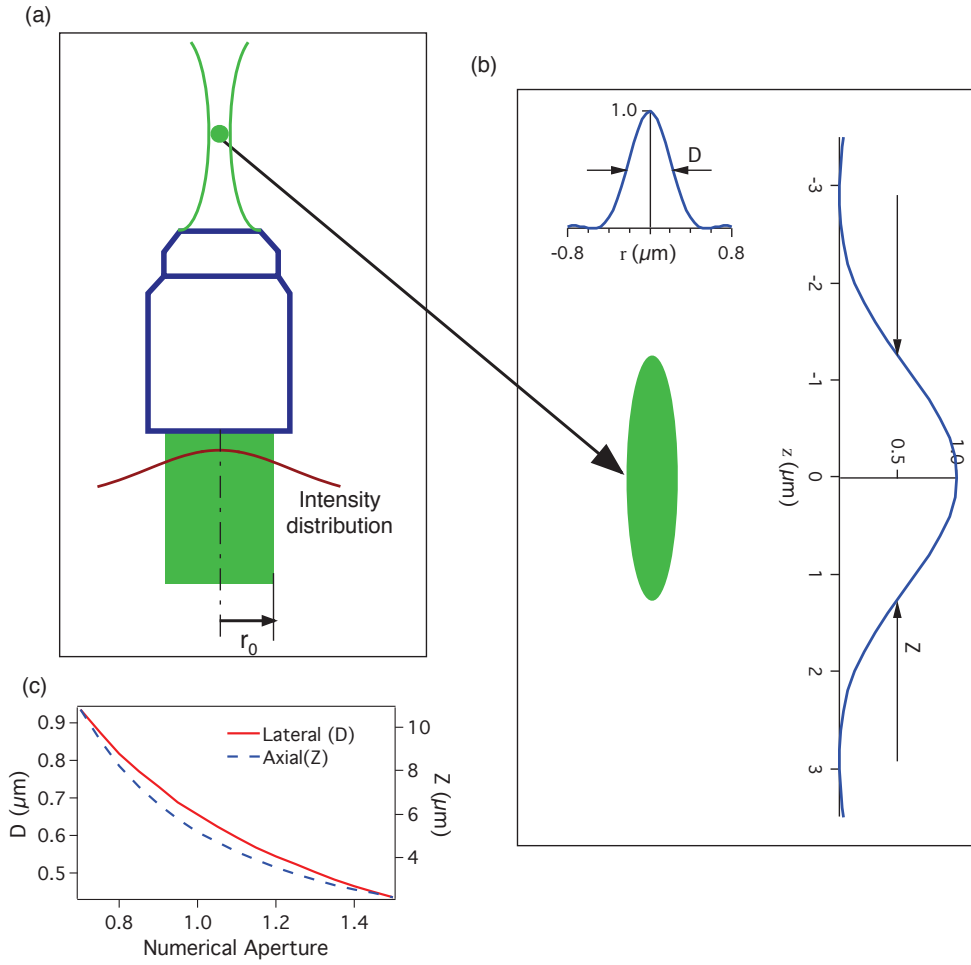 (a)
Intensity
distribution
r0
(b)
1.0
D
-0.8
r (μm)
0.8
-3
-2
-1
0
1
2
3
z (μm)
0.5
1.0
Z
(c)
0.9
0.8
0.7
0.6
0.5
D (μm)
Lateral (D)
Axial(Z)
10
8
6
4
Z (μm)
0.8
1.0
1.2
1.4
Numerical Aperture